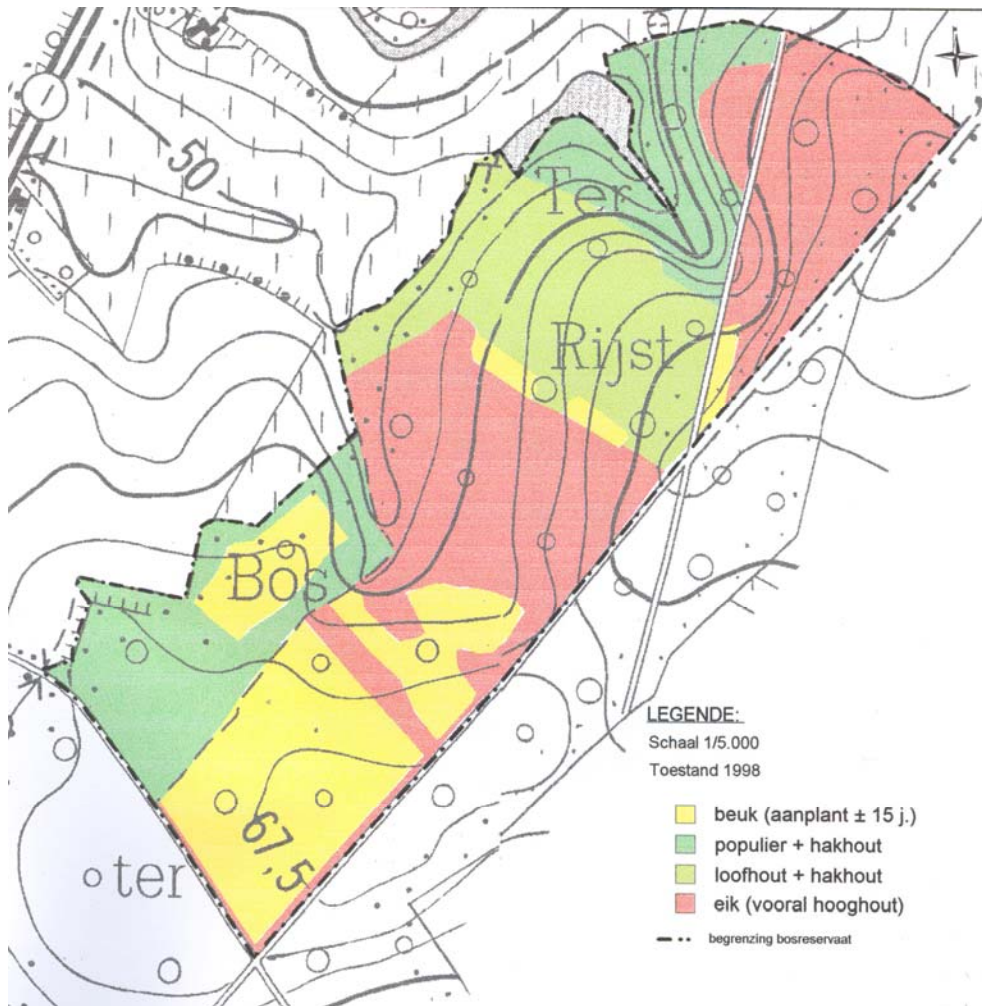 50
Ter
Rijst
Bos
67,5
ter
LEGENDE:
Schaal 1/5.000
Toestand 1998
beuk (aanplant ± 15 j.)
populier + hakhout
loofhout + hakhout
eik (vooral hooghout)
begrenzing bosreservaat